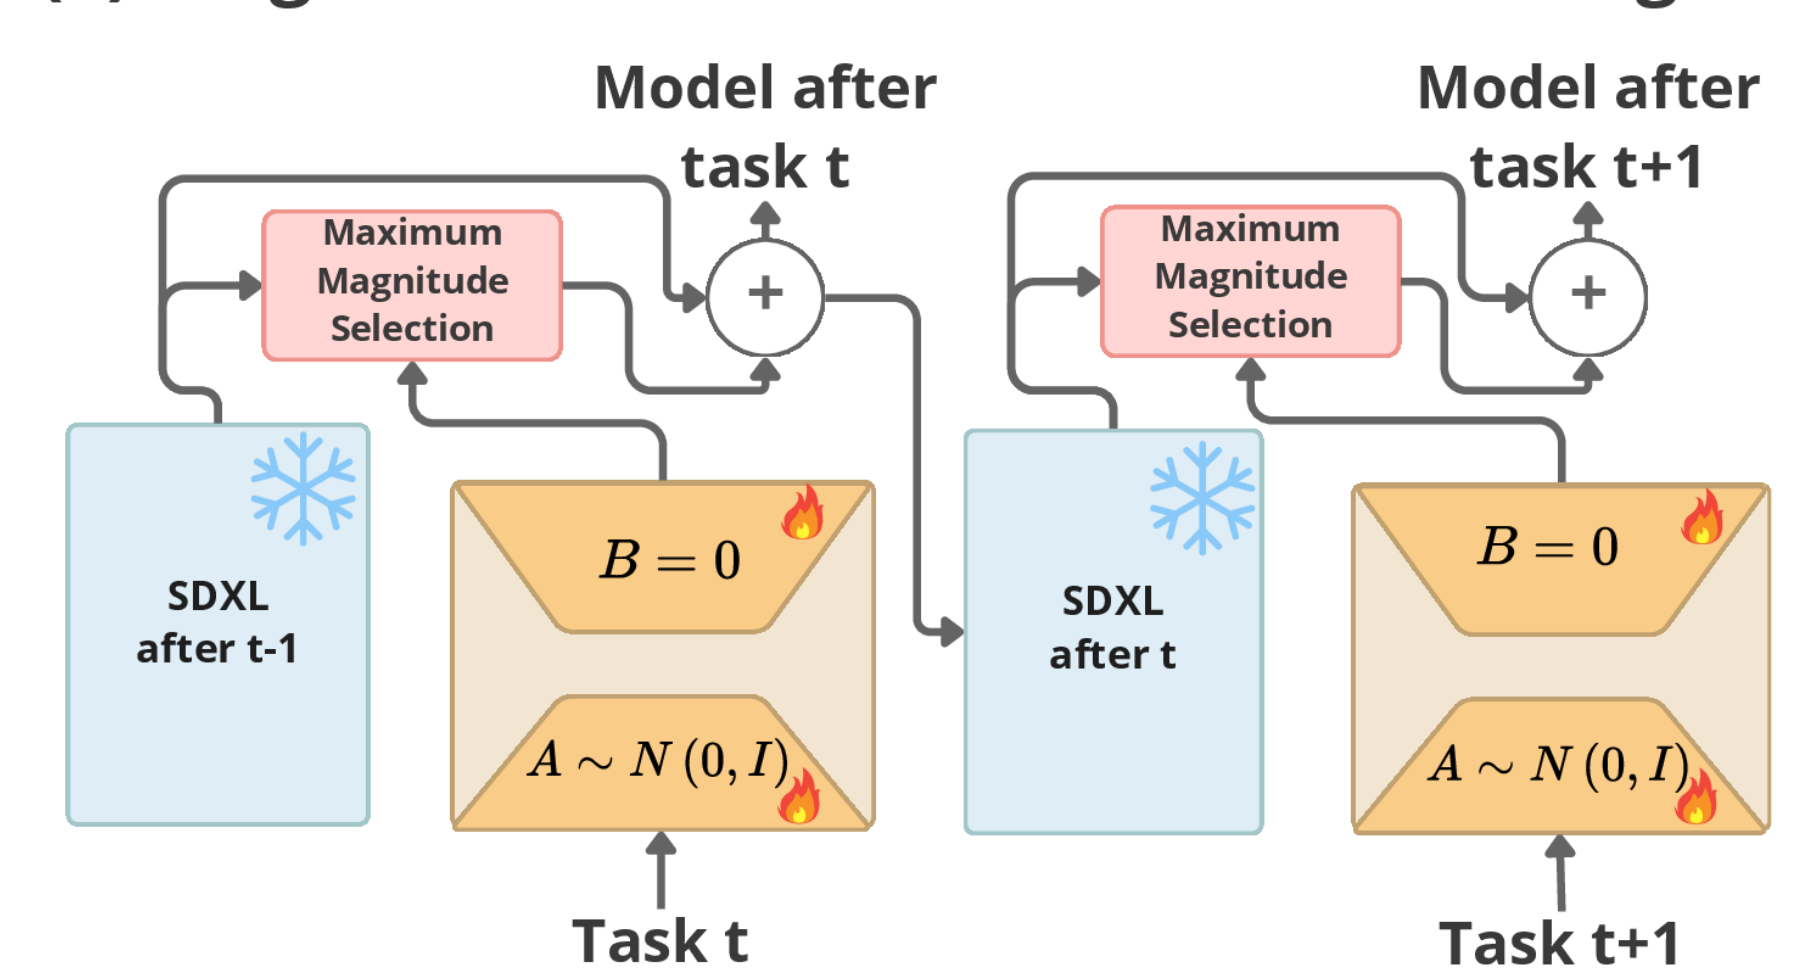 Model after
task t
Model after
task t+1
Maximum
Magnitude
Selection
+
Maximum
Magnitude
Selection
+
SDXL
after t-1
B = 0
A ∼ N (0, I)
SDXL
after t
B = 0
A ∼ N (0, I)
Task t
Task t+1